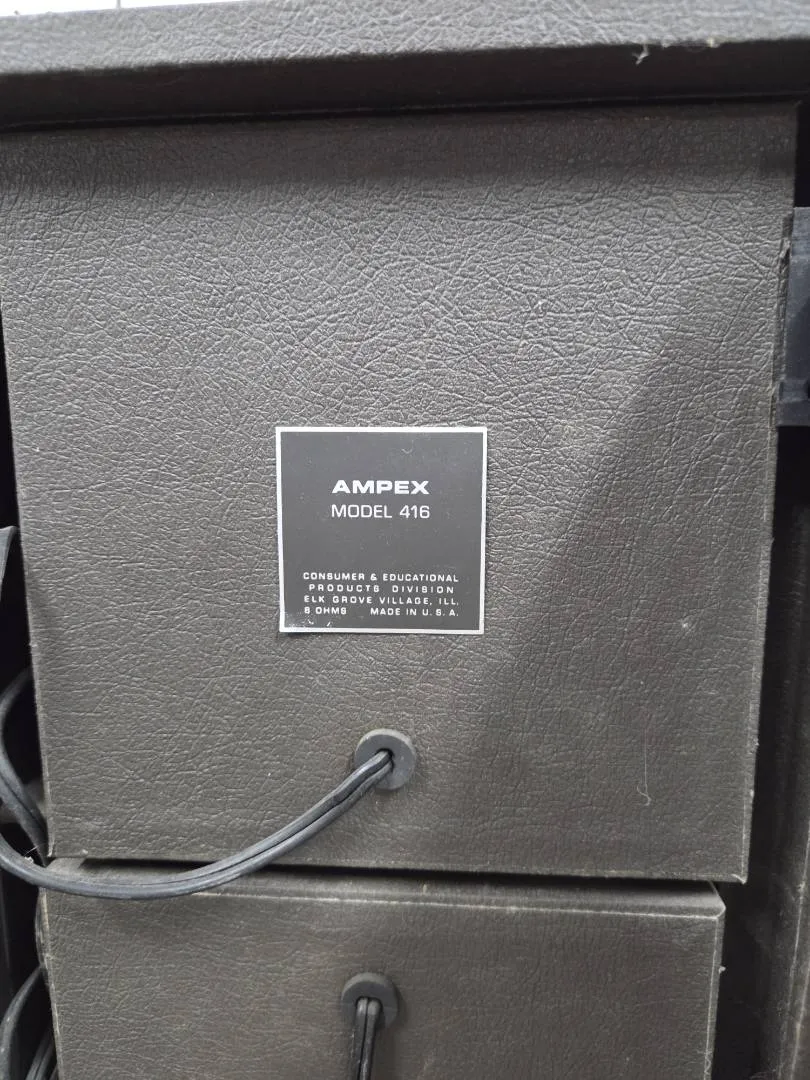 AMPEX
MODEL 416
CONSUMER & EDUCATIONAL
PRODUCTS DIVISION
ELK GROVE VILLAGE, ILL.
8 OHMS MADE IN U.S.A.